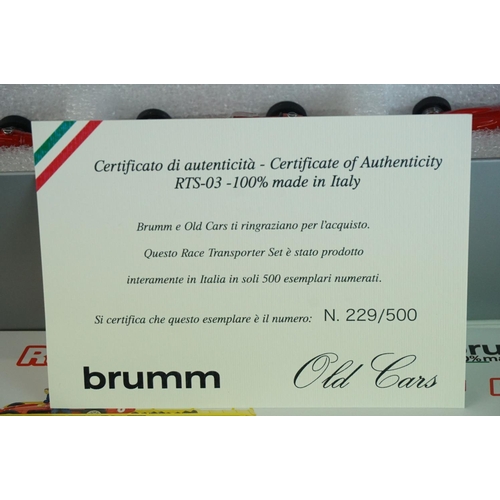 Certificato di autenticità - Certificate of Authenticity
RTS-03 -100% made in Italy
Brumm e Old Cars ti ringraziano per l'acquisto.
Questo Race Transporter Set è stato prodotto
interamente in Italia in soli 500 esemplari numerati.
Si certifica che questo esemplare è il numero: N. 229/500
brumm
Old Cars